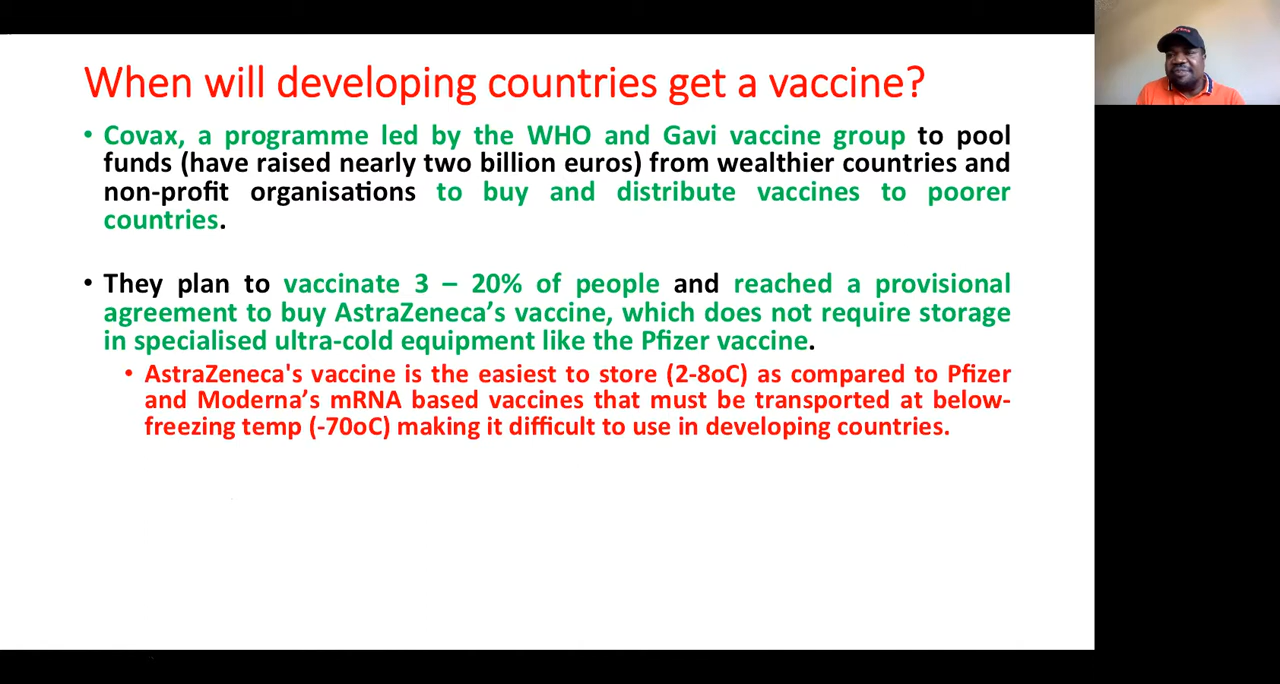 When will developing countries get a vaccine?
• Covax, a programme led by the WHO and Gavi vaccine group to pool
funds (have raised nearly two billion euros) from wealthier countries and
non-profit organisations to buy and distribute vaccines to poorer
countries.
• They plan to vaccinate 3 – 20% of people and reached a provisional
agreement to buy AstraZeneca’s vaccine, which does not require storage
in specialised ultra-cold equipment like the Pfizer vaccine.
• AstraZeneca's vaccine is the easiest to store (2-8oC) as compared to Pfizer
and Moderna’s mRNA based vaccines that must be transported at below-
freezing temp (-70oC) making it difficult to use in developing countries.